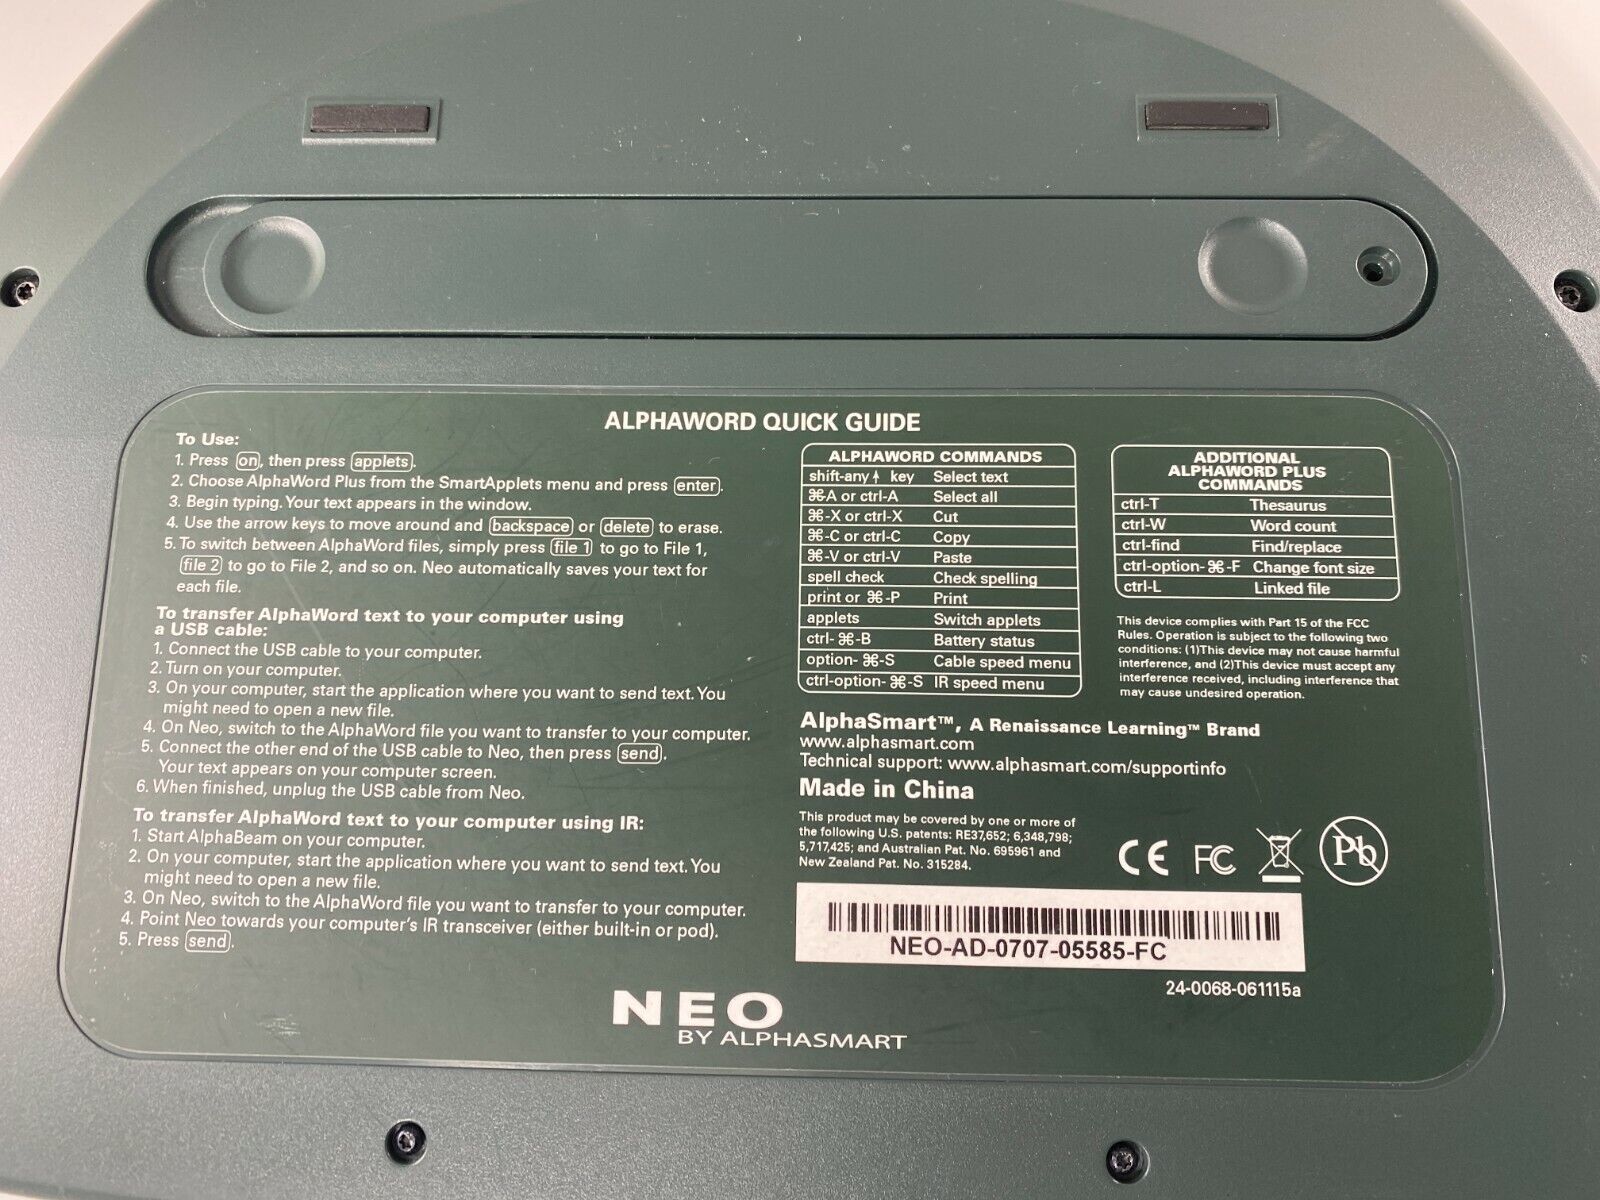 ALPHAWORD QUICK GUIDE
To Use:
1. Press on, then press applets.
2. Choose AlphaWord Plus from the SmartApplets menu and press enter.
3. Begin typing. Your text appears in the window.
4. Use the arrow keys to move around and backspace or delete to erase.
5. To switch between AlphaWord files, simply press file 1 to go to File 1,
file 2 to go to File 2, and so on. Neo automatically saves your text for
each file.
To transfer AlphaWord text to your computer using
a USB cable:
1. Connect the USB cable to your computer.
2. Turn on your computer.
3. On your computer, start the application where you want to send text. You
might need to open a new file.
4. On Neo, switch to the AlphaWord file you want to transfer to your computer.
5. Connect the other end of the USB cable to Neo, then press send.
Your text appears on your computer screen.
6. When finished, unplug the USB cable from Neo.
To transfer AlphaWord text to your computer using IR:
1. Start AlphaBeam on your computer.
2. On your computer, start the application where you want to send text. You
might need to open a new file.
3. On Neo, switch to the AlphaWord file you want to transfer to your computer.
4. Point Neo towards your computer's IR transceiver (either built-in or pod).
5. Press send.
ALPHAWORD COMMANDS
shift-any ↑ key Select text
⌘A or ctrl-A Select all
⌘-X or ctrl-X Cut
⌘-C or ctrl-C Copy
⌘-V or ctrl-V Paste
spell check Check spelling
print or ⌘-P Print
applets Switch applets
ctrl-⌘-B Battery status
option-⌘-S Cable speed menu
ctrl-option-⌘-S IR speed menu
ADDITIONAL
ALPHAWORD PLUS
COMMANDS
ctrl-T Thesaurus
ctrl-W Word count
ctrl-find Find/replace
ctrl-option-⌘-F Change font size
ctrl-L Linked file
This device complies with Part 15 of the FCC
Rules. Operation is subject to the following two
conditions: (1)This device may not cause harmful
interference, and (2)This device must accept any
interference received, including interference that
may cause undesired operation.
AlphaSmart™, A Renaissance Learning™ Brand
www.alphasmart.com
Technical support: www.alphasmart.com/supportinfo
Made in China
This product may be covered by one or more of
the following U.S. patents: RE37,652; 6,348,798;
5,717,425; and Australian Pat. No. 695961 and
New Zealand Pat. No. 315284.
CE FC Pb
NEO-AD-0707-05585-FC
24-0068-061115a
NEO
BY ALPHASMART